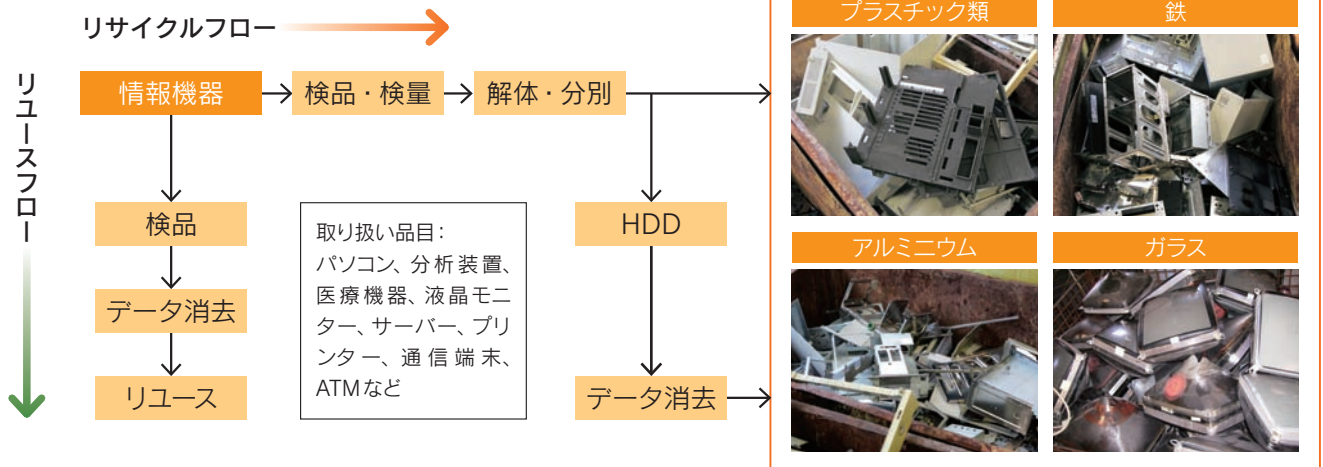 リサイクルフロー
リユースフロー
情報機器
検品・検量
解体・分別
検品
データ消去
リユース
取り扱い品目：
パソコン、分析装置、
医療機器、液晶モニ
ター、サーバー、プリ
ンター、通信端末、
ATMなど
HDD
データ消去
プラスチック類
鉄
アルミニウム
ガラス